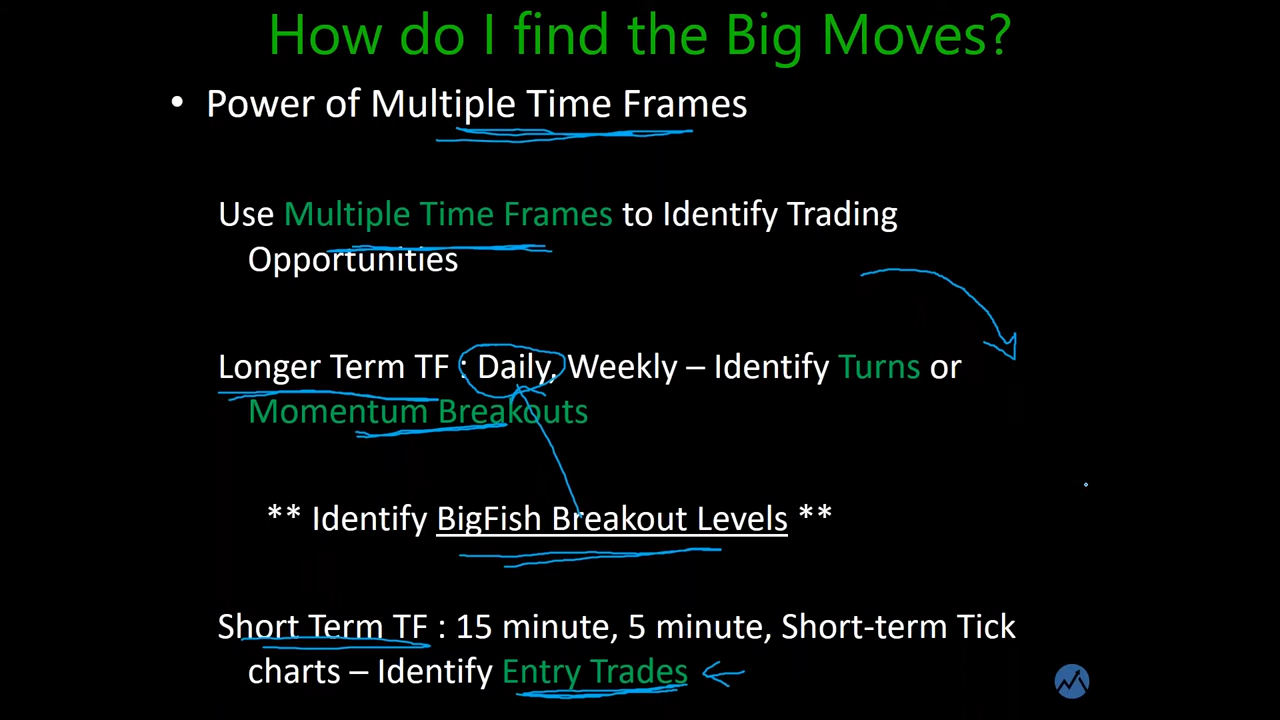 How do I find the Big Moves?
• Power of Multiple Time Frames
Use Multiple Time Frames to Identify Trading
Opportunities
Longer Term TF : Daily, Weekly – Identify Turns or
Momentum Breakouts
** Identify BigFish Breakout Levels **
Short Term TF : 15 minute, 5 minute, Short-term Tick
charts – Identify Entry Trades